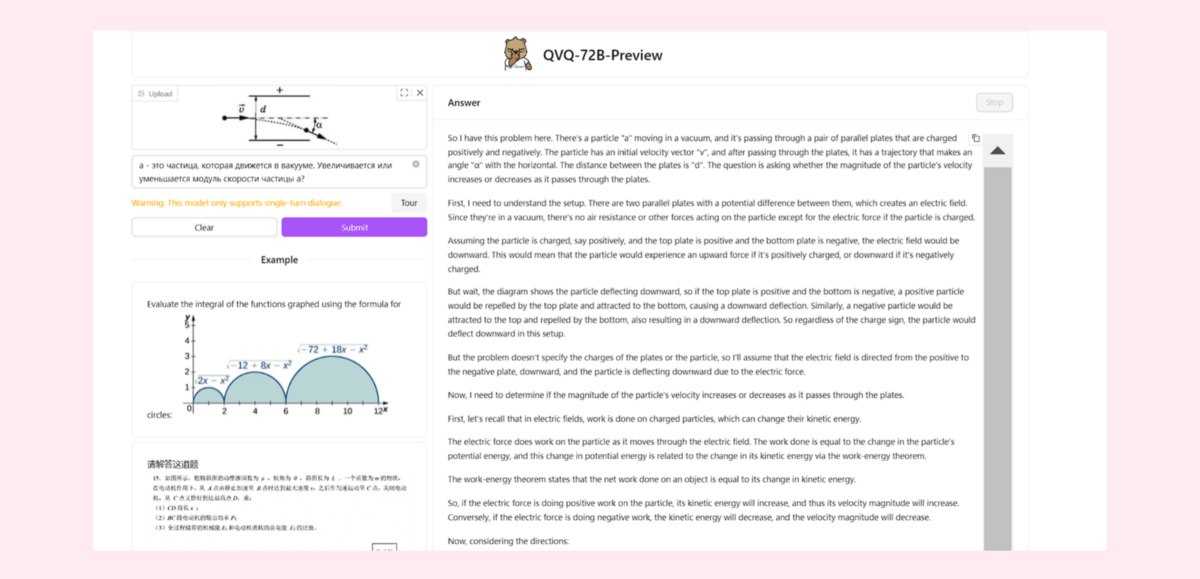 QVQ-72B-Preview
Upload
+
v d
α
−
a - это частица, которая движется в вакууме. Увеличивается или
уменьшается модуль скорости частицы a?
Warning: This model only supports single-turn dialogue.
Tour
Clear
Submit
Example
Evaluate the integral of the functions graphed using the formula for
y
5
4
3
2
1
0
√2x − x²
√−12 + 8x − x²
√−72 + 18x − x²
2 4 6 8 10 12 x
circles:
请解答这道题
(1) CD段长x;
(2) BC段电动机的输出功率P;
Answer
Stop
So I have this problem here. There's a particle "a" moving in a vacuum, and it's passing through a pair of parallel plates that are charged
positively and negatively. The particle has an initial velocity vector "v", and after passing through the plates, it has a trajectory that makes an
angle "α" with the horizontal. The distance between the plates is "d". The question is asking whether the magnitude of the particle's velocity
increases or decreases as it passes through the plates.
First, I need to understand the setup. There are two parallel plates with a potential difference between them, which creates an electric field.
Since they're in a vacuum, there's no air resistance or other forces acting on the particle except for the electric force if the particle is charged.
Assuming the particle is charged, say positively, and the top plate is positive and the bottom plate is negative, the electric field would be
downward. This would mean that the particle would experience an upward force if it's positively charged, or downward if it's negatively
charged.
But wait, the diagram shows the particle deflecting downward, so if the top plate is positive and the bottom is negative, a positive particle
would be repelled by the top plate and attracted to the bottom, causing a downward deflection. Similarly, a negative particle would be
attracted to the top and repelled by the bottom, also resulting in a downward deflection. So regardless of the charge sign, the particle would
deflect downward in this setup.
But the problem doesn't specify the charges of the plates or the particle, so I'll assume that the electric field is directed from the positive to
the negative plate, downward, and the particle is deflecting downward due to the electric force.
Now, I need to determine if the magnitude of the particle's velocity increases or decreases as it passes through the plates.
First, let's recall that in electric fields, work is done on charged particles, which can change their kinetic energy.
The electric force does work on the particle as it moves through the electric field. The work done is equal to the change in the particle's
potential energy, and this change in potential energy is related to the change in its kinetic energy via the work-energy theorem.
The work-energy theorem states that the net work done on an object is equal to its change in kinetic energy.
So, if the electric force is doing positive work on the particle, its kinetic energy will increase, and thus its velocity magnitude will increase.
Conversely, if the electric force is doing negative work, the kinetic energy will decrease, and the velocity magnitude will decrease.
Now, considering the directions: